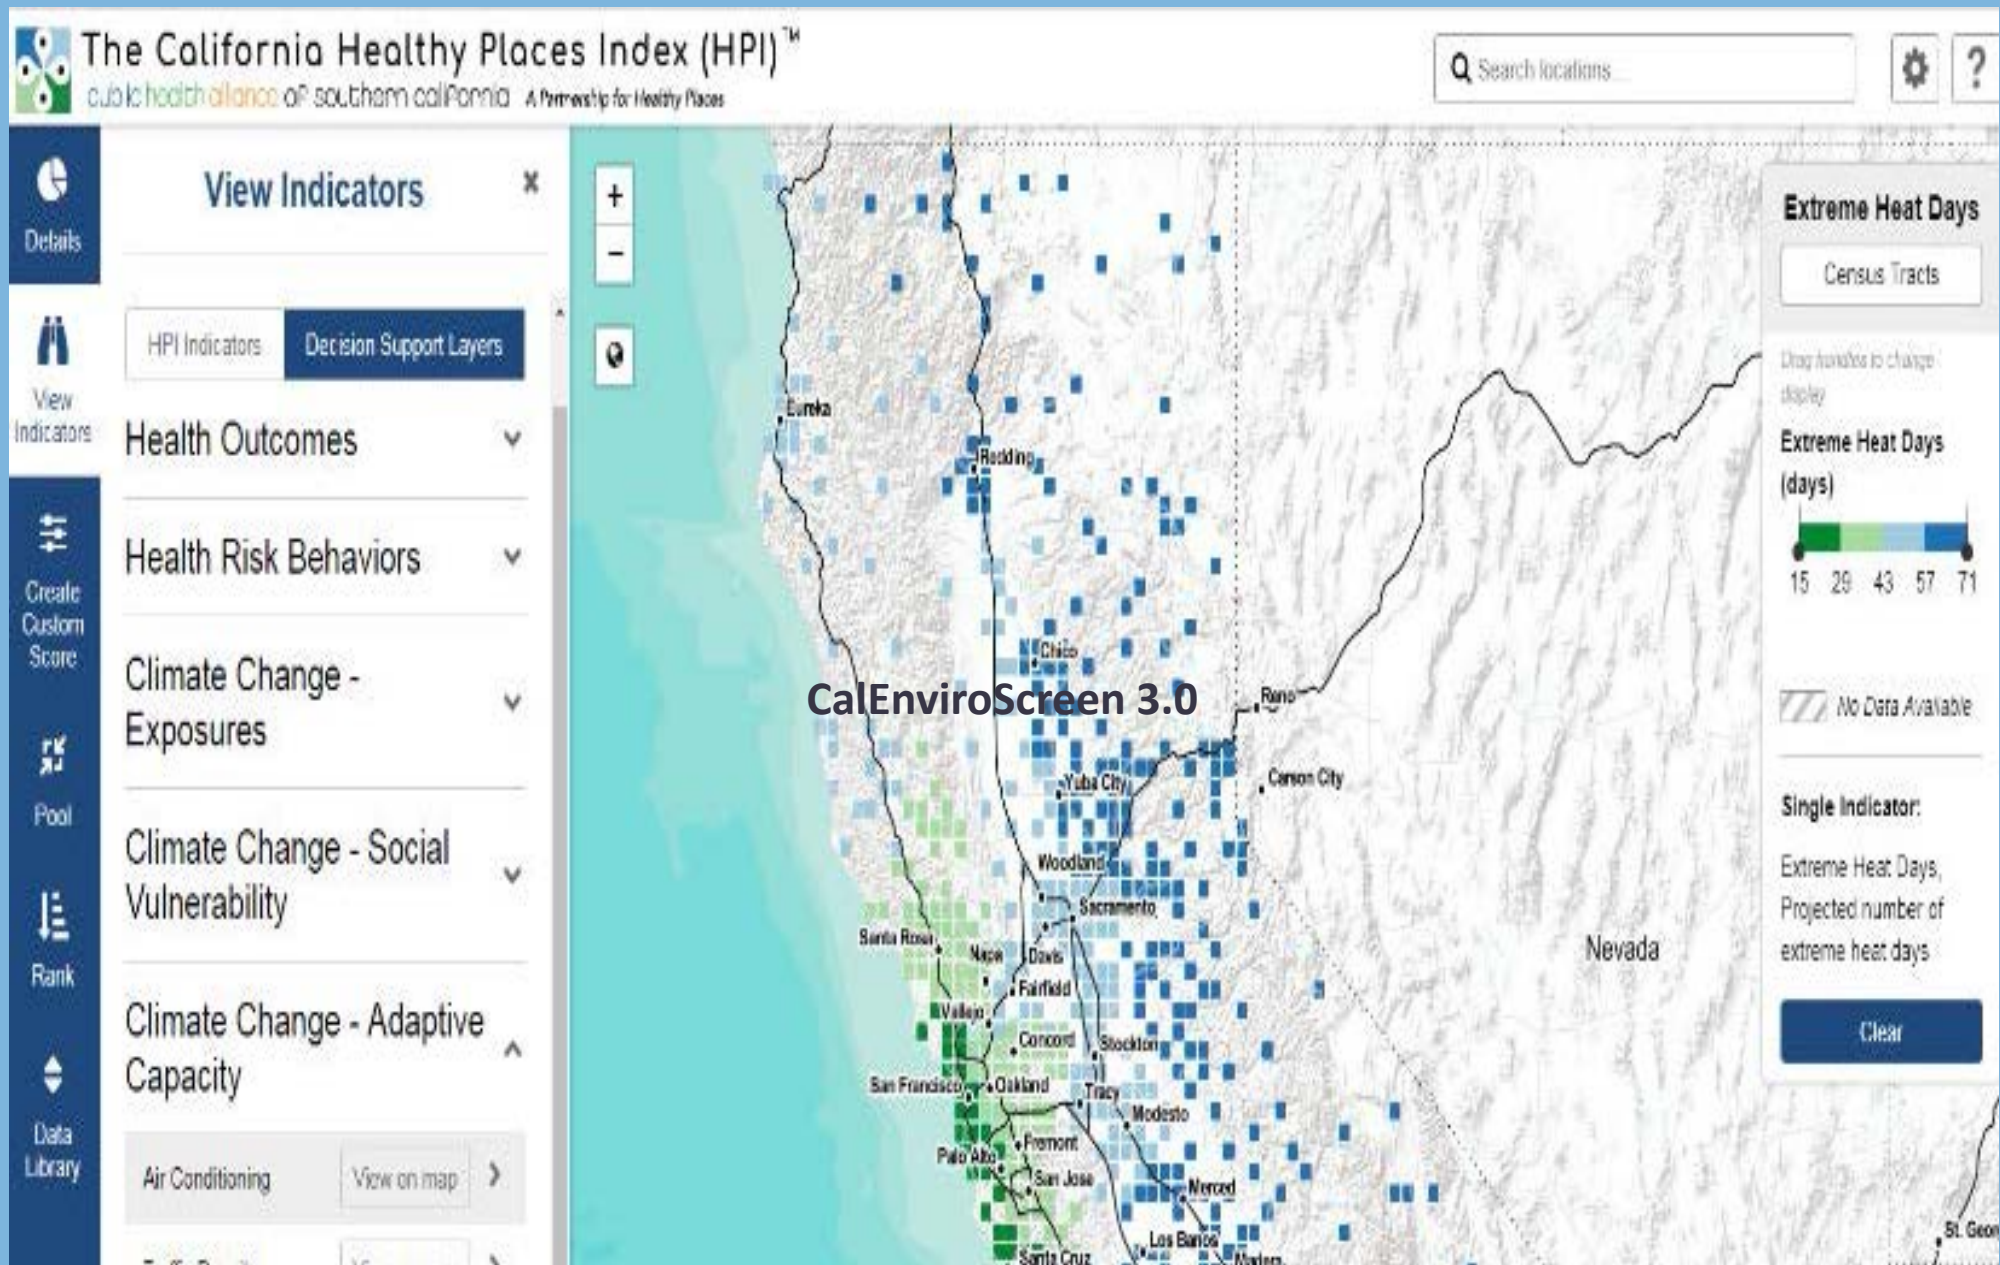 The California Healthy Places Index (HPI)™
public health alliance of southern california A Partnership for Healthy Places
Search locations...
?
Details
View
Indicators
Create
Custom
Score
Pool
Rank
Data
Library
View Indicators
×
HPI Indicators
Decision Support Layers
Health Outcomes
Health Risk Behaviors
Climate Change -
Exposures
Climate Change - Social
Vulnerability
Climate Change - Adaptive
Capacity
Air Conditioning
View on map
+
−
Eureka
Redding
Chico
CalEnviroScreen 3.0
Reno
Yuba City
Carson City
Woodland
Sacramento
Santa Rosa
Napa
Davis
Nevada
Fairfield
Vallejo
Concord
Stockton
San Francisco
Oakland
Tracy
Modesto
Fremont
Palo Alto
San Jose
Merced
Los Banos
Santa Cruz
Madera
St. Geor
Extreme Heat Days
Census Tracts
Drag handles to change
display
Extreme Heat Days
(days)
15 29 43 57 71
No Data Available
Single Indicator:
Extreme Heat Days,
Projected number of
extreme heat days
Clear